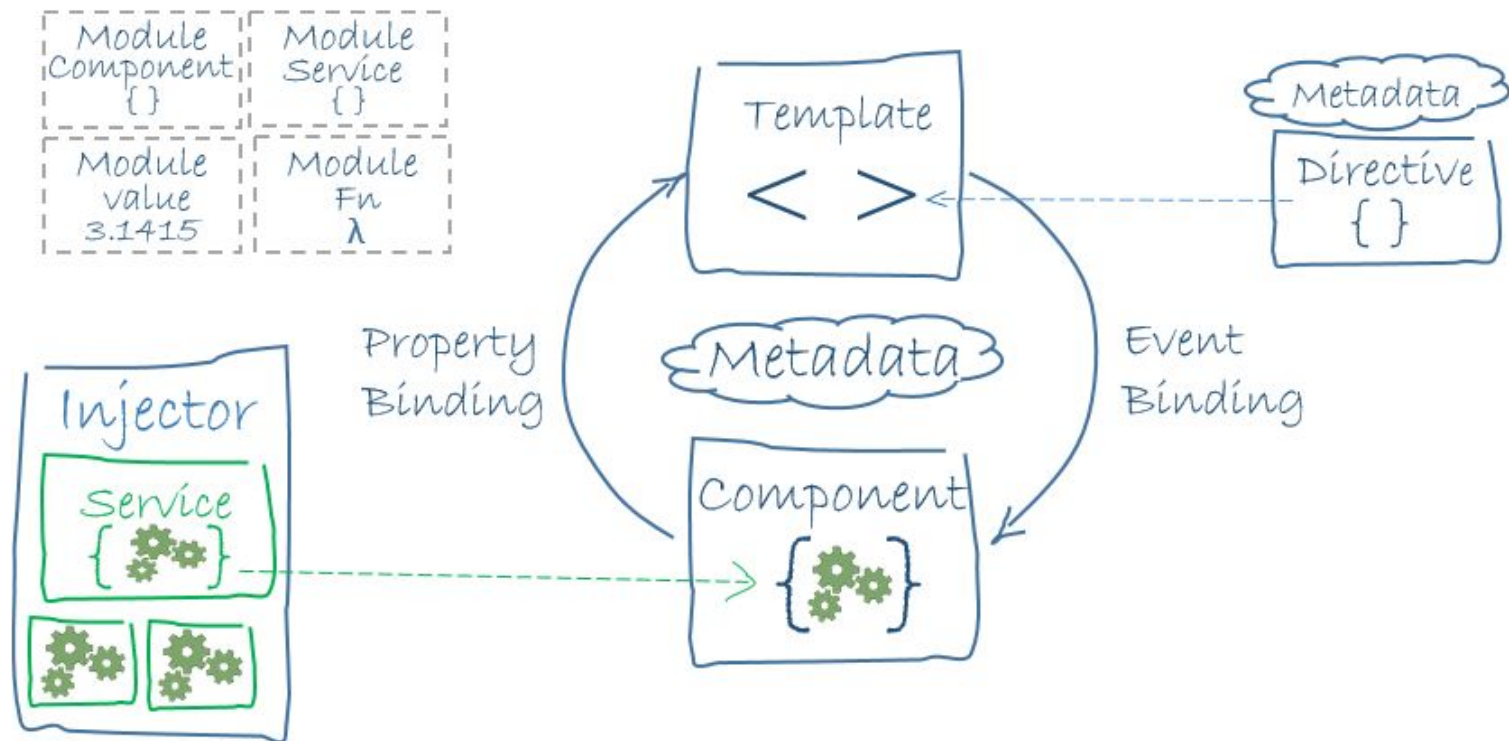 Module
Component
{ }
Module
Service
{ }
Module
value
3.1415
Module
Fn
λ
Template
< >
Metadata
Directive
{ }
Property
Binding
Metadata
Event
Binding
Injector
Service
{ }
Component
{ }